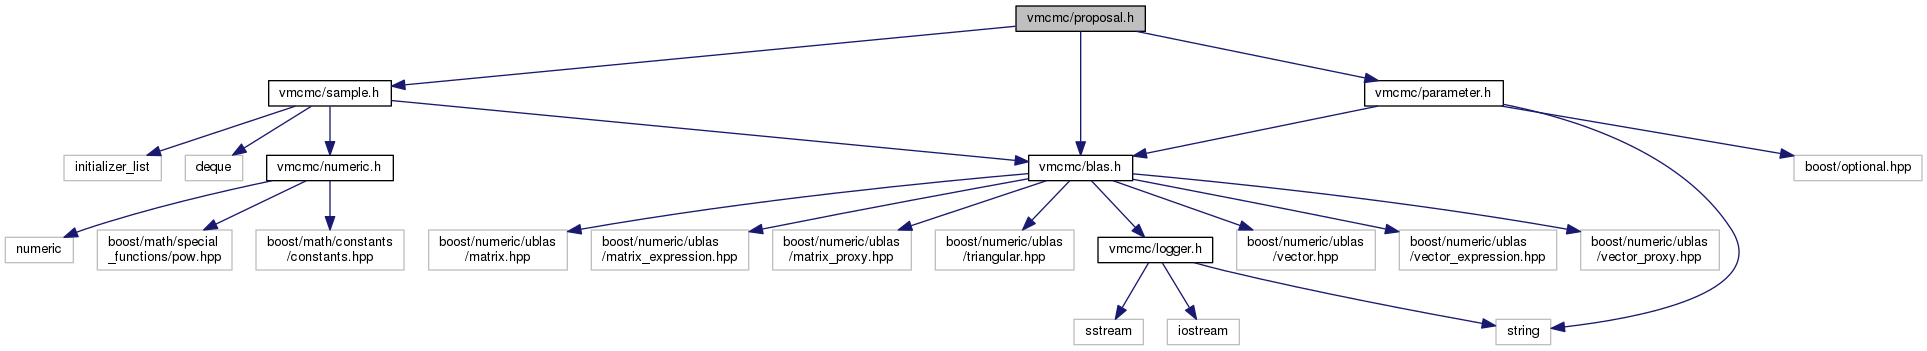 vmcmc/proposal.h
vmcmc/sample.h
vmcmc/parameter.h
initializer_list
deque
vmcmc/numeric.h
vmcmc/blas.h
boost/optional.hpp
numeric
boost/math/special
_functions/pow.hpp
boost/math/constants
/constants.hpp
boost/numeric/ublas
/matrix.hpp
boost/numeric/ublas
/matrix_expression.hpp
boost/numeric/ublas
/matrix_proxy.hpp
boost/numeric/ublas
/triangular.hpp
vmcmc/logger.h
boost/numeric/ublas
/vector.hpp
boost/numeric/ublas
/vector_expression.hpp
boost/numeric/ublas
/vector_proxy.hpp
sstream
iostream
string